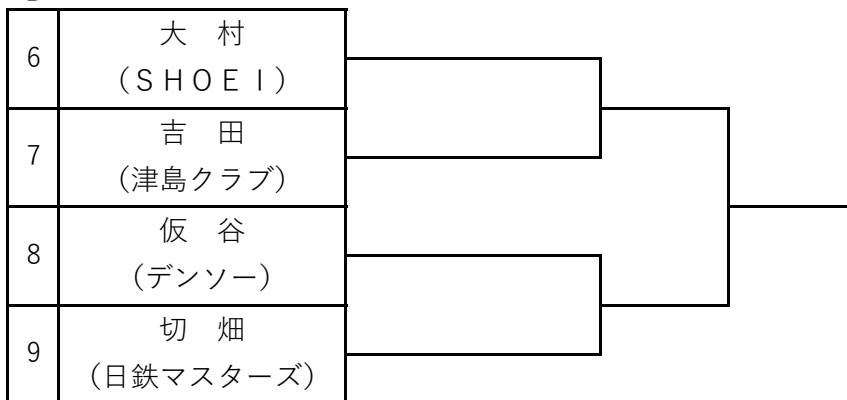 6
大　村
（ＳＨＯＥＩ）
7
吉　田
（津島クラブ）
8
仮　谷
（デンソー）
9
切　畑
（日鉄マスターズ）